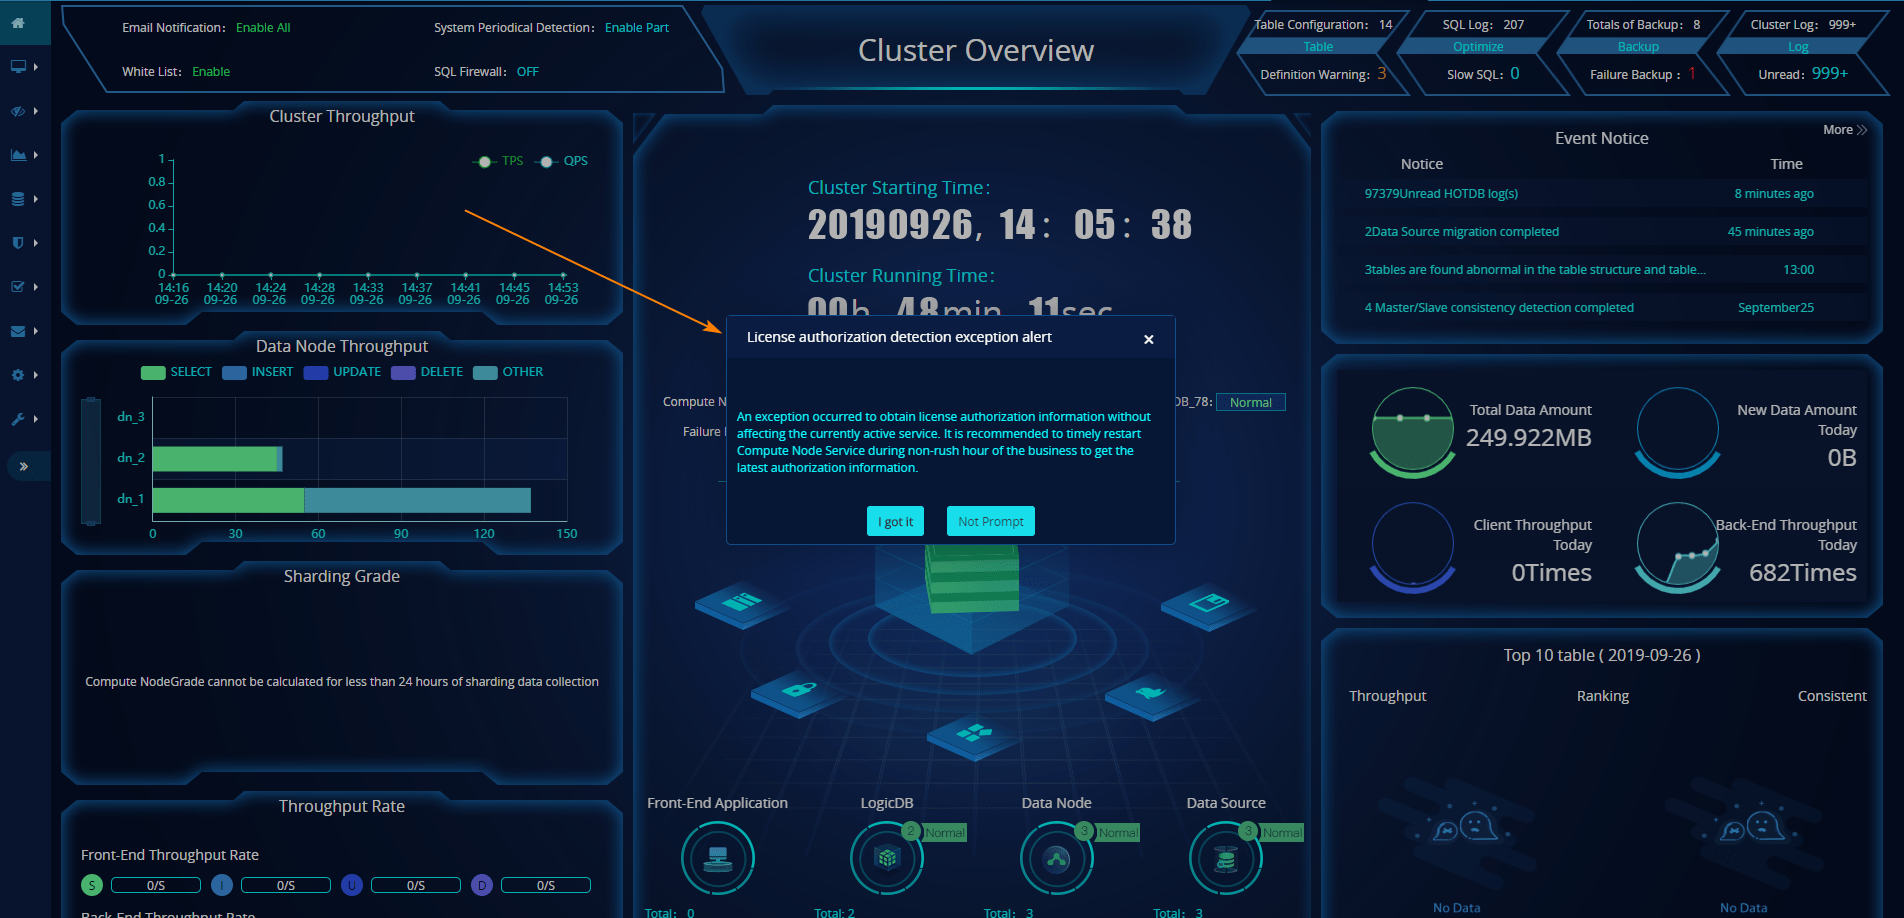 Email Notification: Enable All
System Periodical Detection: Enable Part
White List: Enable
SQL Firewall: OFF
Cluster Overview
Table Configuration: 14
Table
Definition Warning: 3
SQL Log: 207
Optimize
Slow SQL: 0
Totals of Backup: 8
Backup
Failure Backup : 1
Cluster Log: 999+
Log
Unread: 999+
Cluster Throughput
TPS QPS
1
0.8
0.6
0.4
0.2
0
14:16 14:20 14:24 14:28 14:33 14:37 14:41 14:45 14:53
09-26 09-26 09-26 09-26 09-26 09-26 09-26 09-26 09-26
Data Node Throughput
SELECT INSERT UPDATE DELETE OTHER
dn_3
dn_2
dn_1
0 30 60 90 120 150
Sharding Grade
Compute NodeGrade cannot be calculated for less than 24 hours of sharding data collection
Throughput Rate
Front-End Throughput Rate
S 0/S I 0/S U 0/S D 0/S
Back-End Throughput Rate
Cluster Starting Time:
20190926, 14: 05: 38
Cluster Running Time:
00h 48min 11sec
Compute N
DB_78: Normal
Failure
License authorization detection exception alert
An exception occurred to obtain license authorization information without
affecting the currently active service. It is recommended to timely restart
Compute Node Service during non-rush hour of the business to get the
latest authorization information.
I got it
Not Prompt
Front-End Application LogicDB Data Node Data Source
2 Normal 3 Normal 3 Normal
Total: 0 Total: 2 Total: 3 Total: 3
Event Notice
More
Notice Time
97379Unread HOTDB log(s) 8 minutes ago
2Data Source migration completed 45 minutes ago
3tables are found abnormal in the table structure and table... 13:00
4 Master/Slave consistency detection completed September25
Total Data Amount
249.922MB
New Data Amount
Today
0B
Client Throughput
Today
0Times
Back-End Throughput
Today
682Times
Top 10 table ( 2019-09-26 )
Throughput Ranking Consistent
No Data No Data